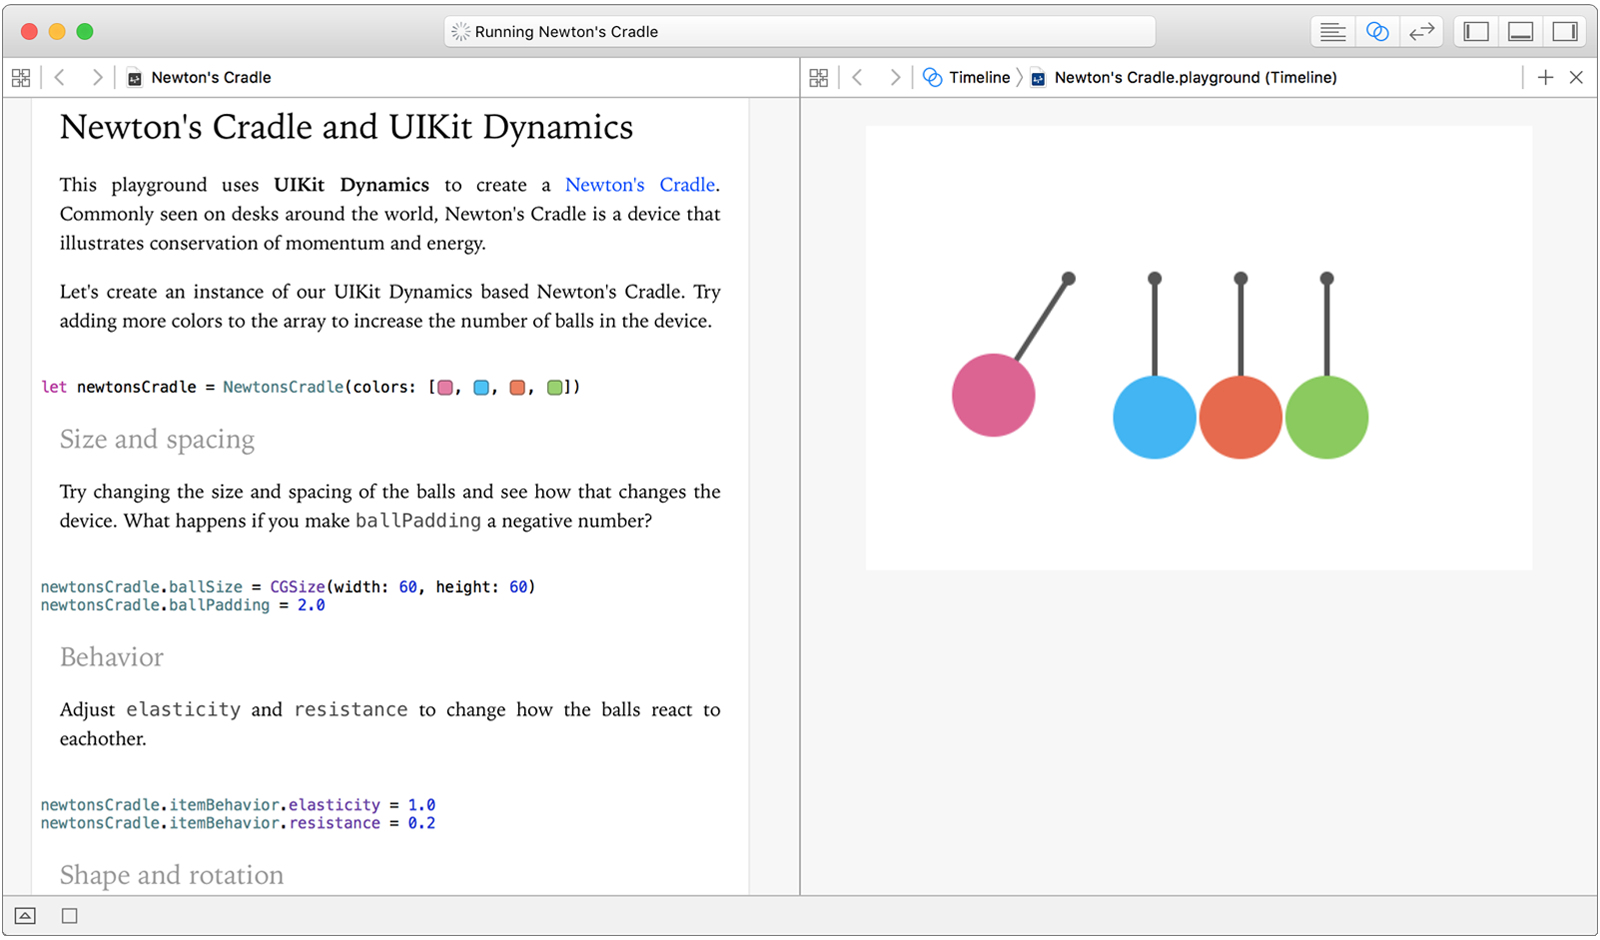 Running Newton's Cradle
Newton's Cradle
Timeline
Newton's Cradle.playground (Timeline)
Newton's Cradle and UIKit Dynamics
This playground uses UIKit Dynamics to create a Newton's Cradle.
Commonly seen on desks around the world, Newton's Cradle is a device that
illustrates conservation of momentum and energy.
Let's create an instance of our UIKit Dynamics based Newton's Cradle. Try
adding more colors to the array to increase the number of balls in the device.
let newtonsCradle = NewtonsCradle(colors: [ , , , ])
Size and spacing
Try changing the size and spacing of the balls and see how that changes the
device. What happens if you make ballPadding a negative number?
newtonsCradle.ballSize = CGSize(width: 60, height: 60)
newtonsCradle.ballPadding = 2.0
Behavior
Adjust elasticity and resistance to change how the balls react to
eachother.
newtonsCradle.itemBehavior.elasticity = 1.0
newtonsCradle.itemBehavior.resistance = 0.2
Shape and rotation